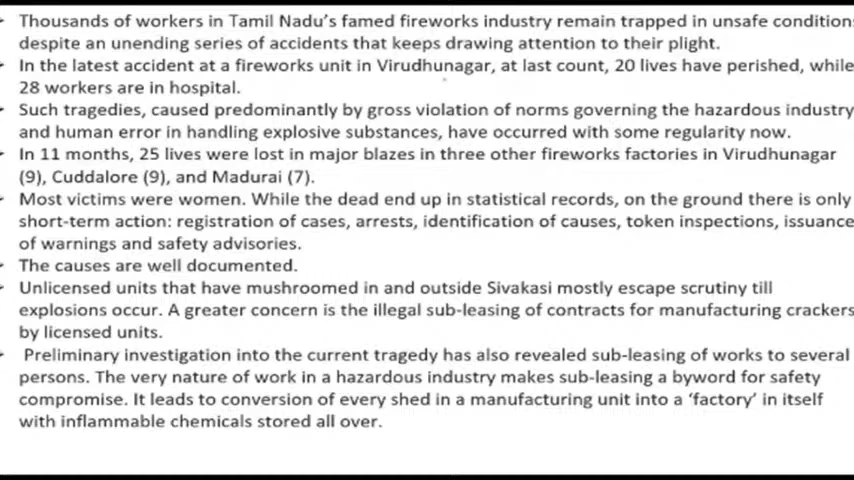 Thousands of workers in Tamil Nadu's famed fireworks industry remain trapped in unsafe conditions
despite an unending series of accidents that keeps drawing attention to their plight.
In the latest accident at a fireworks unit in Virudhunagar, at last count, 20 lives have perished, while
28 workers are in hospital.
Such tragedies, caused predominantly by gross violation of norms governing the hazardous industry
and human error in handling explosive substances, have occurred with some regularity now.
In 11 months, 25 lives were lost in major blazes in three other fireworks factories in Virudhunagar
(9), Cuddalore (9), and Madurai (7).
Most victims were women. While the dead end up in statistical records, on the ground there is only
short-term action: registration of cases, arrests, identification of causes, token inspections, issuance
of warnings and safety advisories.
The causes are well documented.
Unlicensed units that have mushroomed in and outside Sivakasi mostly escape scrutiny till
explosions occur. A greater concern is the illegal sub-leasing of contracts for manufacturing crackers
by licensed units.
Preliminary investigation into the current tragedy has also revealed sub-leasing of works to several
persons. The very nature of work in a hazardous industry makes sub-leasing a byword for safety
compromise. It leads to conversion of every shed in a manufacturing unit into a 'factory' in itself
with inflammable chemicals stored all over.